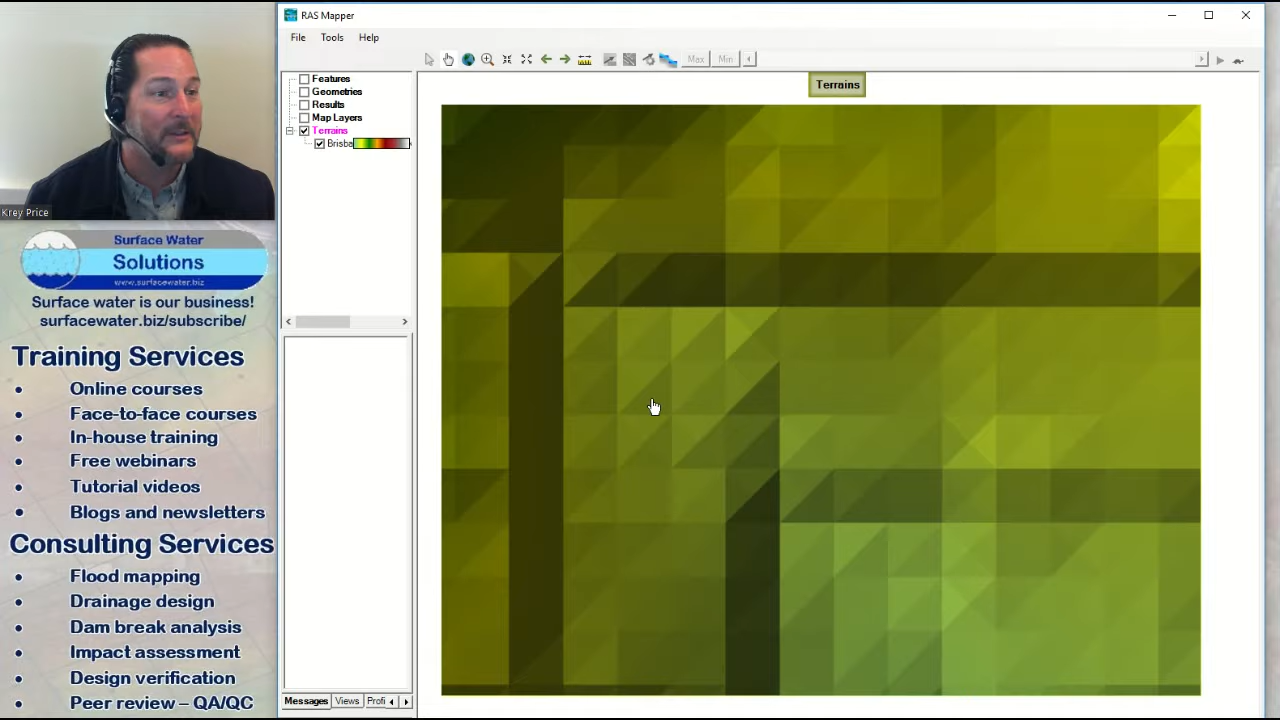 Krey Price
Surface Water
Solutions
www.surfacewater.biz
Surface water is our business!
surfacewater.biz/subscribe/
Training Services
• Online courses
• Face-to-face courses
• In-house training
• Free webinars
• Tutorial videos
• Blogs and newsletters
Consulting Services
• Flood mapping
• Drainage design
• Dam break analysis
• Impact assessment
• Design verification
• Peer review – QA/QC
RAS Mapper
File Tools Help
Max Min
Features
Geometries
Results
Map Layers
Terrains
Brisba
Messages Views Profi
Terrains